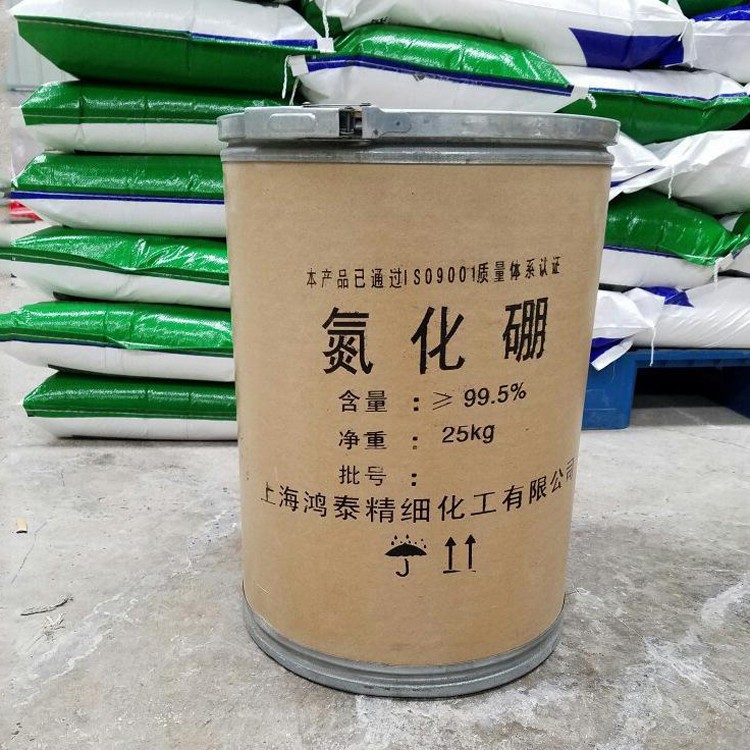 本产品已通过ISO9001质量体系认证
氮化硼
含量：≥99.5%
净重：25kg
批号：
上海鸿泰精细化工有限公司